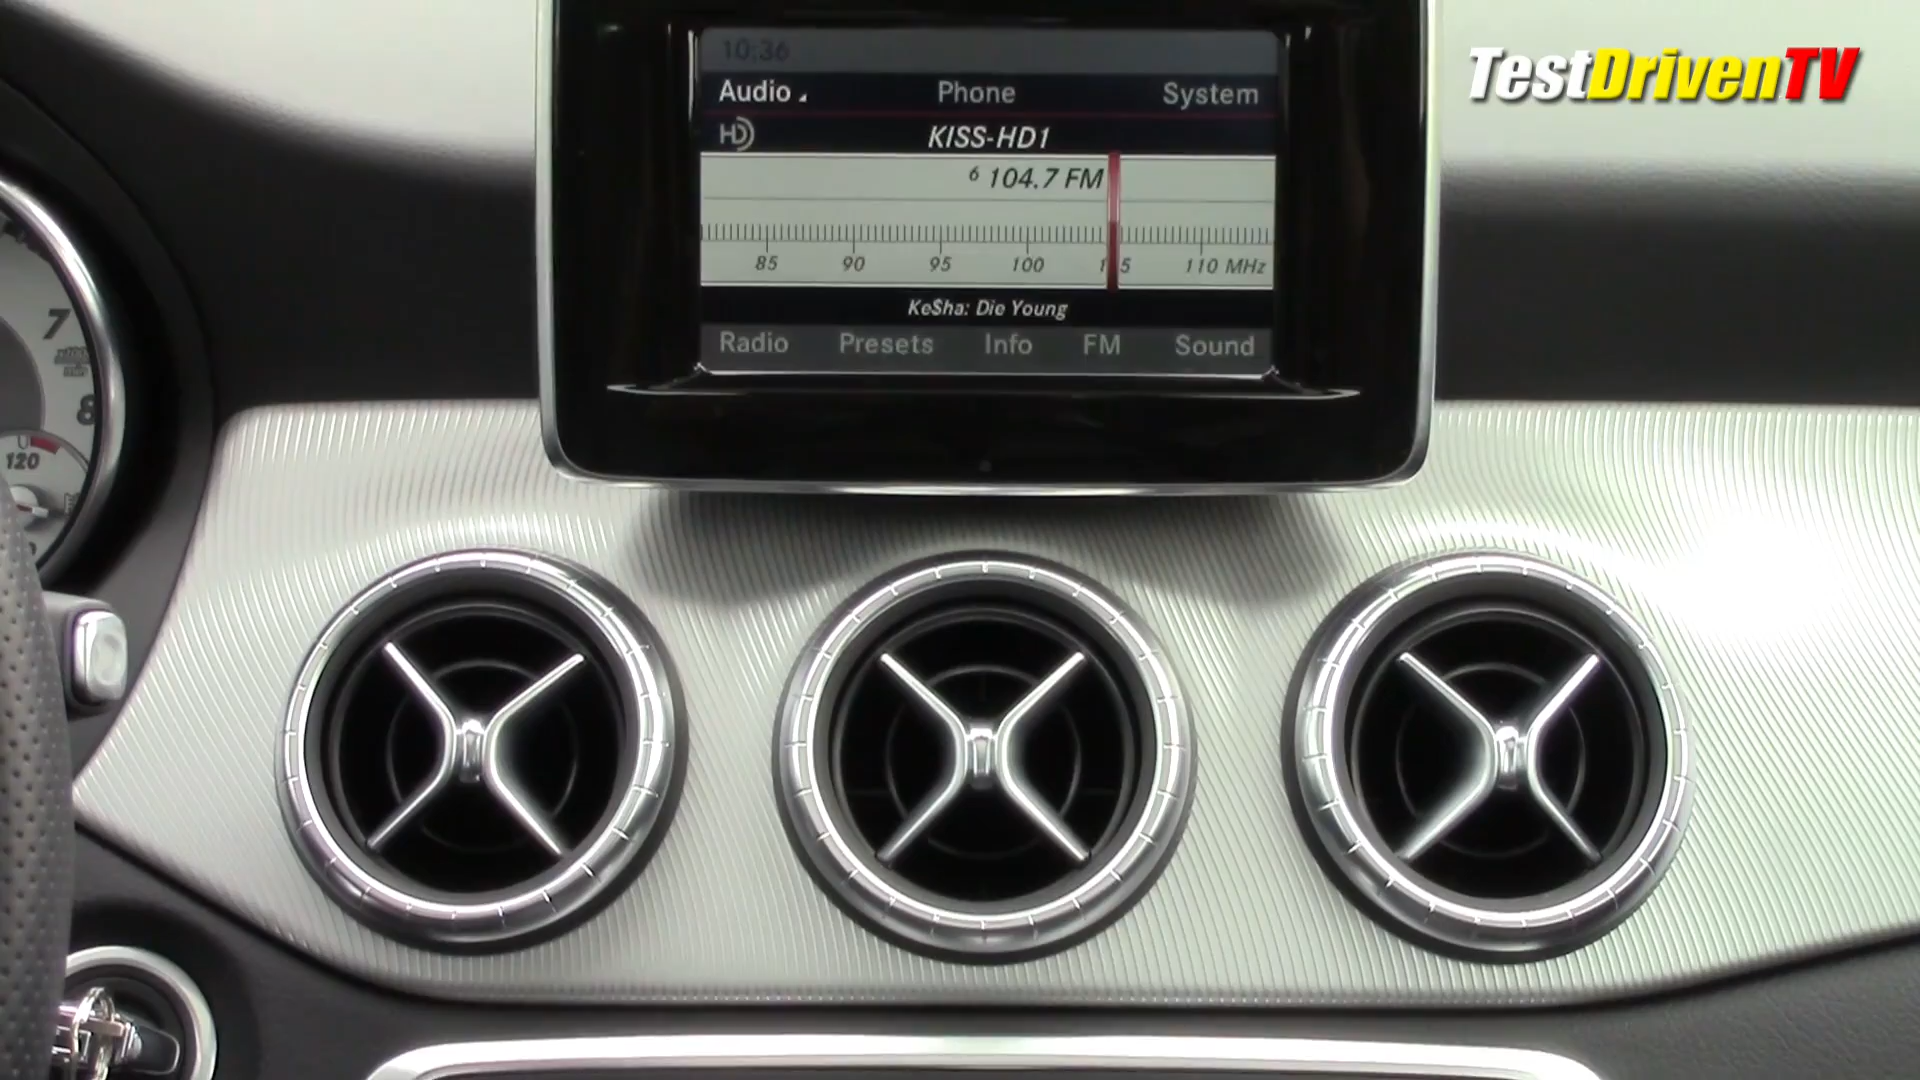 TestDrivenTV
10:36
Audio Phone System
HD KISS-HD1
6 104.7 FM
85 90 95 100 105 110 MHz
Ke$ha: Die Young
Radio Presets Info FM Sound
7
8
120